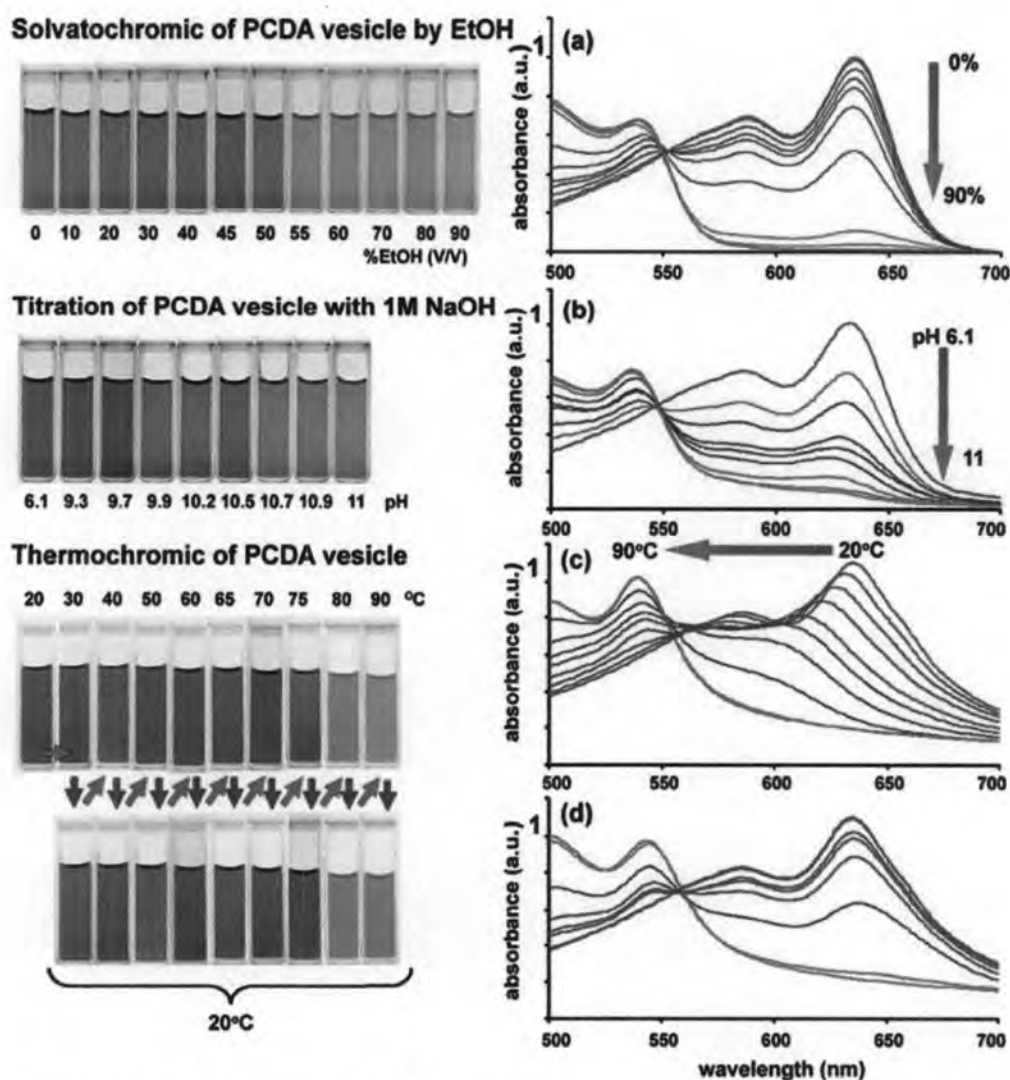 Solvatochromic of PCDA vesicle by EtOH
0 10 20 30 40 45 50 55 60 70 80 90
%EtOH (V/V)
(a)
absorbance (a.u.)
1
0%
90%
500 550 600 650 700
Titration of PCDA vesicle with 1M NaOH
6.1 9.3 9.7 9.9 10.2 10.5 10.7 10.9 11 pH
(b)
absorbance (a.u.)
1
pH 6.1
11
500 550 600 650 700
Thermochromic of PCDA vesicle
20 30 40 50 60 65 70 75 80 90 ºC
20ºC
(c)
absorbance (a.u.)
1
90ºC 20ºC
500 550 600 650 700
(d)
absorbance (a.u.)
1
500 550 600 650 700
wavelength (nm)